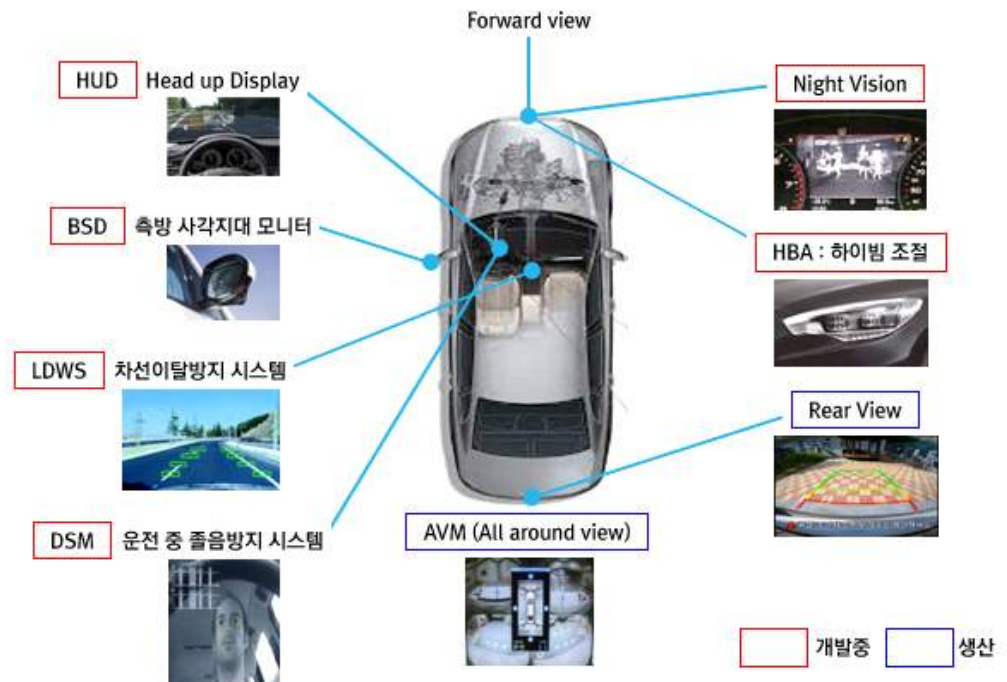 Forward view
HUD Head up Display
Night Vision
BSD 측방 사각지대 모니터
HBA : 하이빔 조절
LDWS 차선이탈방지 시스템
Rear View
DSM 운전 중 졸음방지 시스템
AVM (All around view)
개발중
생산